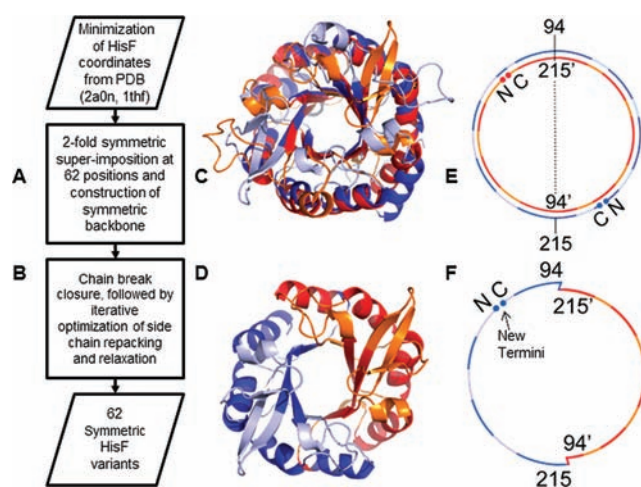 Minimization
of HisF
coordinates
from PDB
(2a0n, 1thf)
A
2-fold symmetric
super-imposition at
62 positions and
construction of
symmetric
backbone
B
Chain break
closure, followed by
iterative
optimization of side
chain repacking
and relaxation
62
Symmetric
HisF
variants
C
D
E
94
215'
N C
94'
C N
215
F
94
215'
N C
New
Termini
94'
215